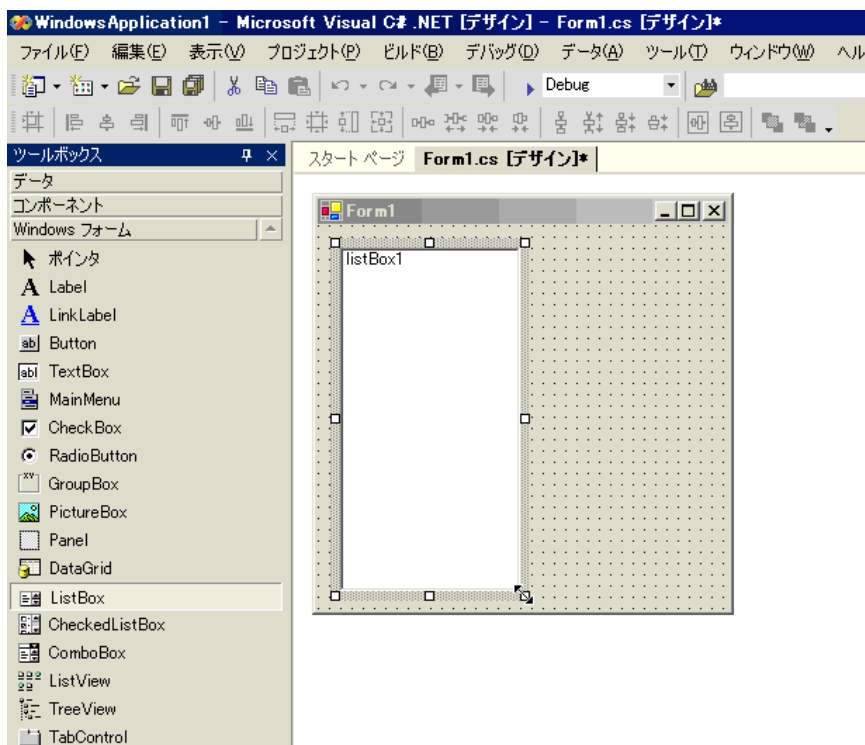 WindowsApplication1 - Microsoft Visual C# .NET [デザイン] - Form1.cs [デザイン]*
ファイル(F) 編集(E) 表示(V) プロジェクト(P) ビルド(B) デバッグ(D) データ(A) ツール(T) ウィンドウ(W) ヘル
Debug
ツールボックス
スタート ページ Form1.cs [デザイン]*
データ
コンポーネント
Windows フォーム
ポインタ
Label
LinkLabel
Button
TextBox
MainMenu
CheckBox
RadioButton
GroupBox
PictureBox
Panel
DataGrid
ListBox
CheckedListBox
ComboBox
ListView
TreeView
TabControl
Form1
listBox1